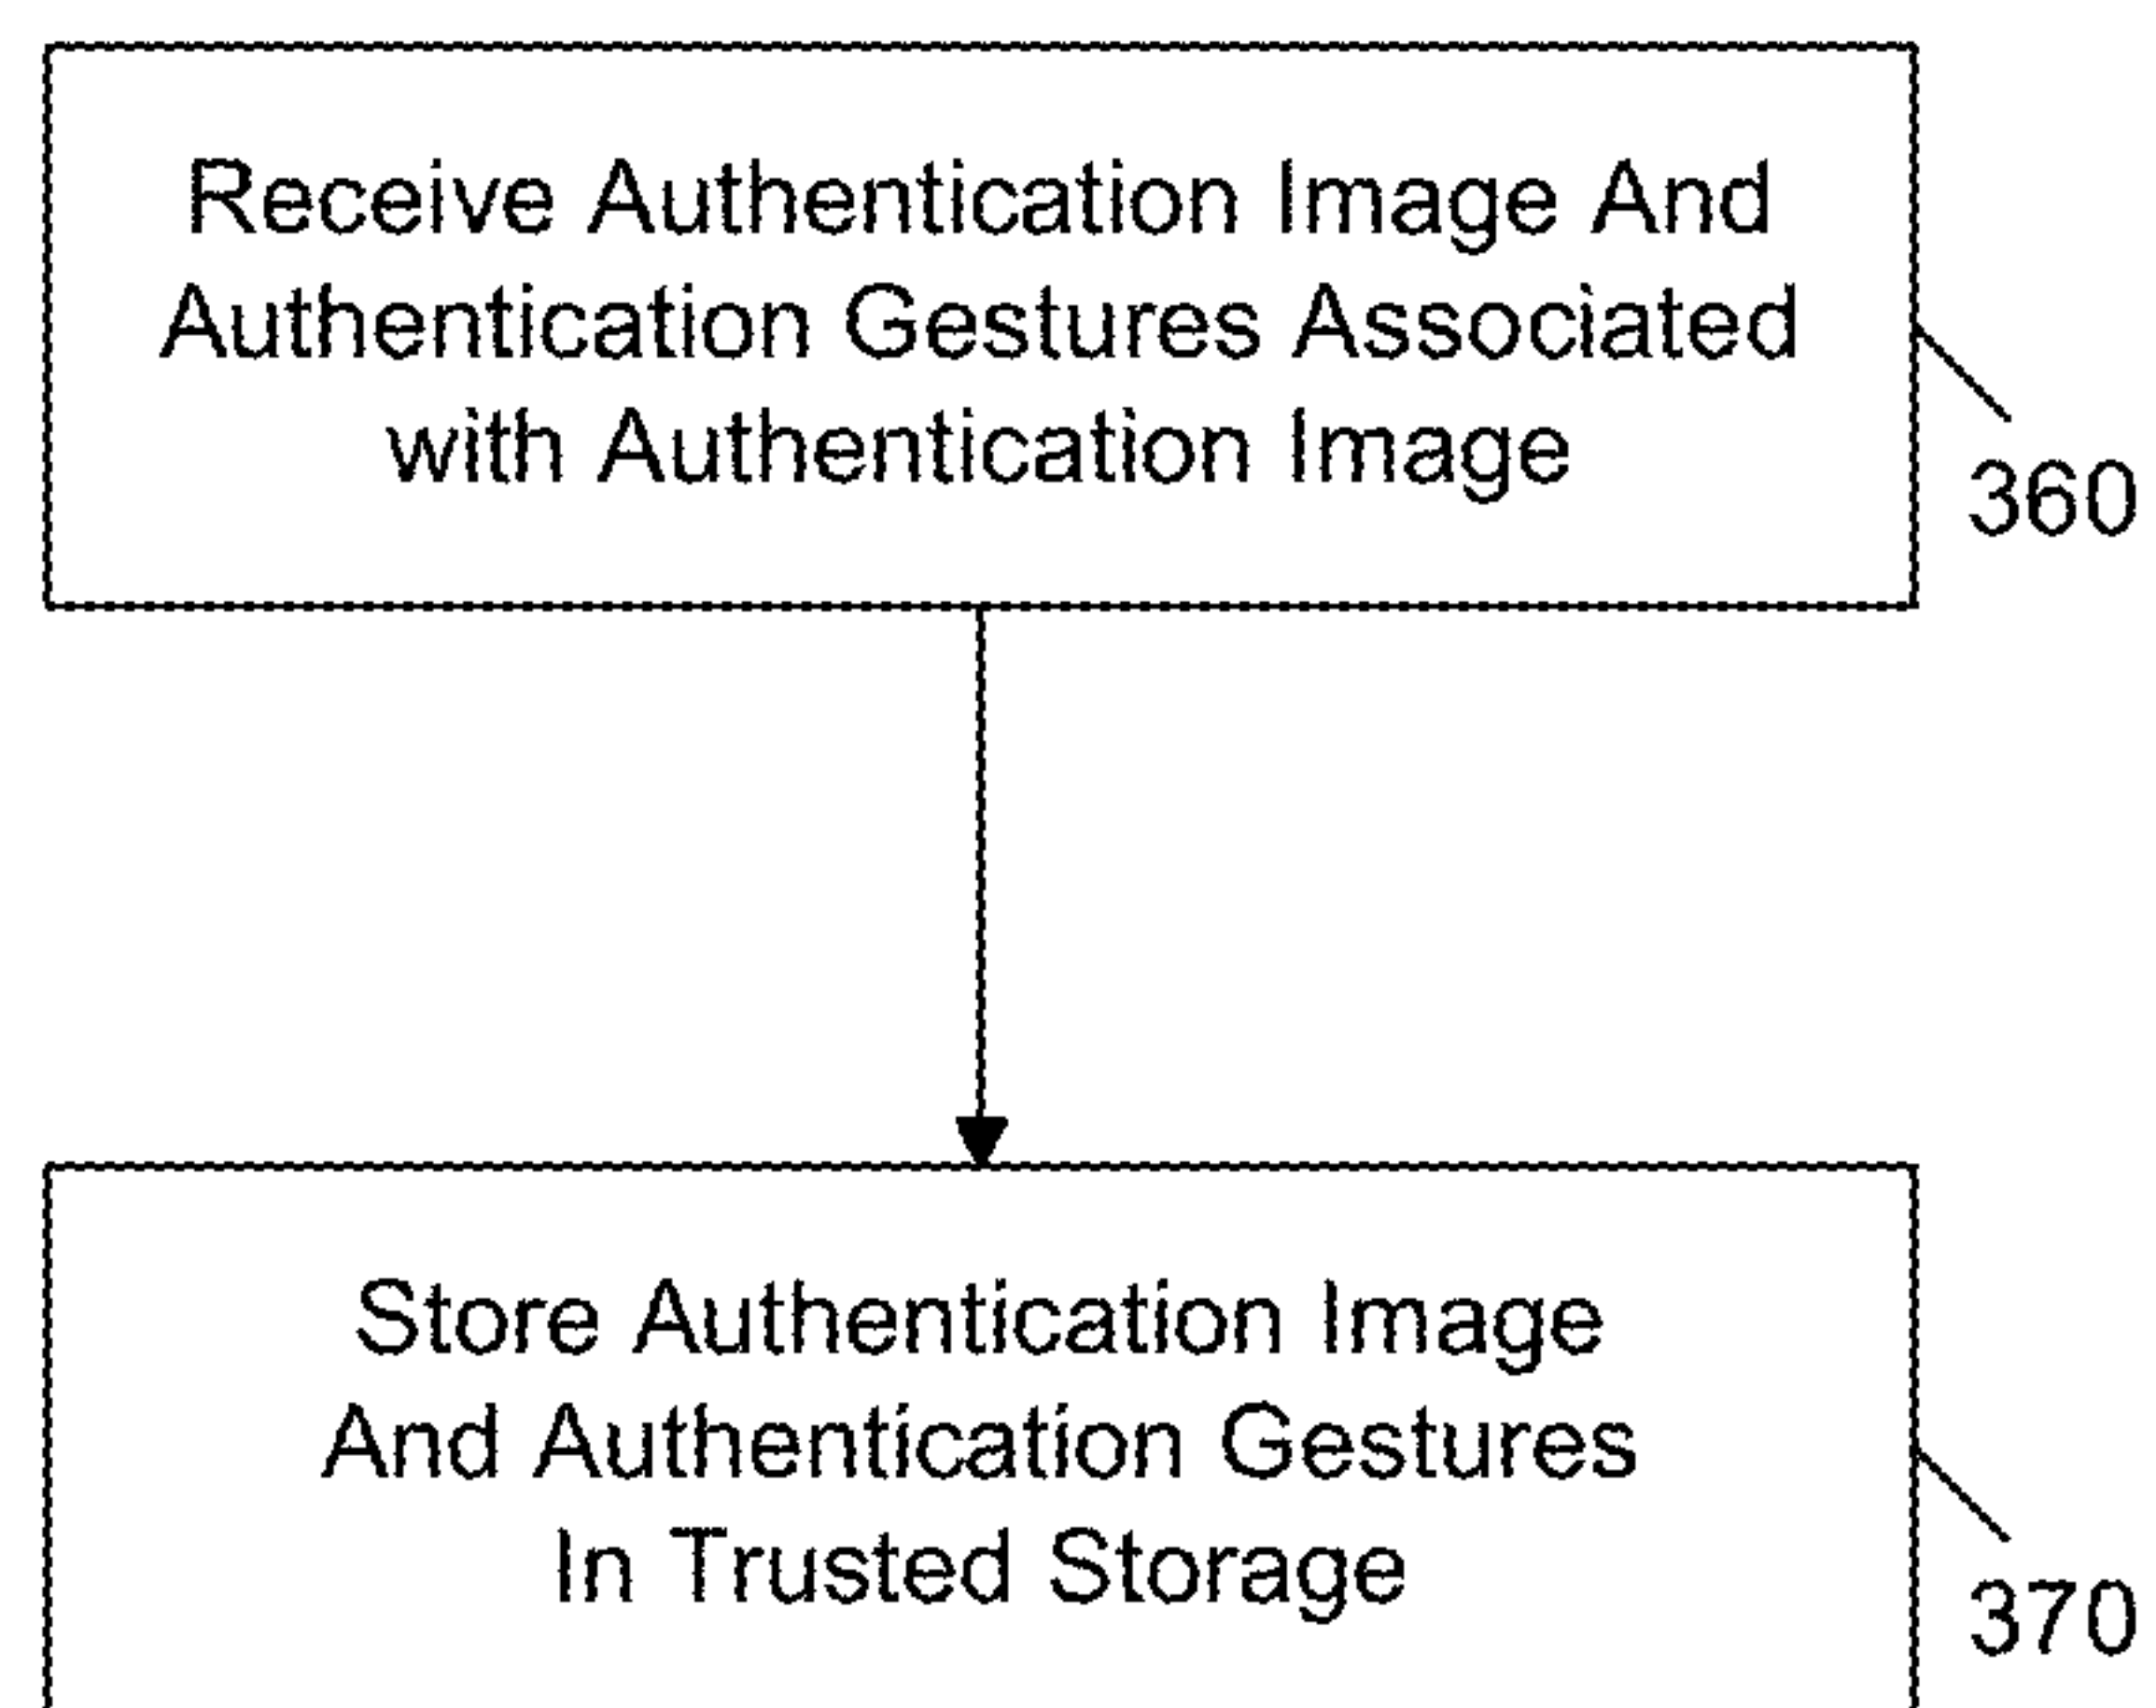 Receive Authentication Image And
Authentication Gestures Associated
with Authentication Image
360
Store Authentication Image
And Authentication Gestures
In Trusted Storage
370